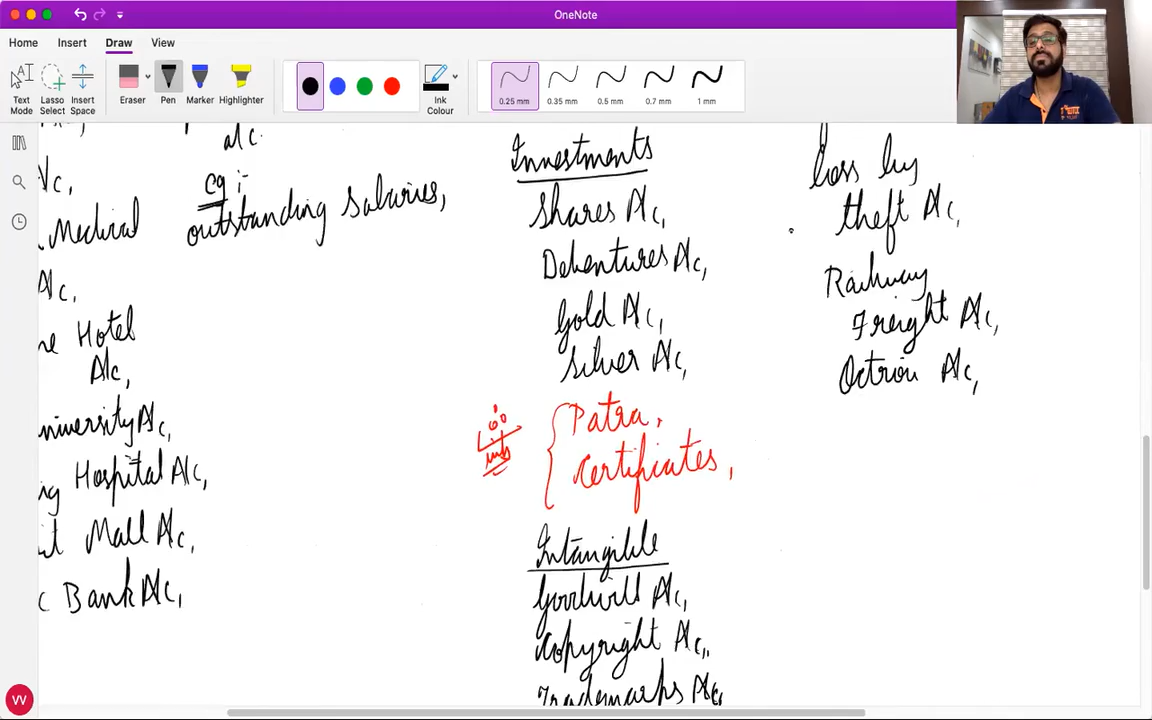 OneNote
Home Insert Draw View
Text Mode
Lasso Select
Insert Space
Eraser
Pen
Marker
Highlighter
Ink Colour
0.25 mm
0.35 mm
0.5 mm
0.7 mm
1 mm
A/c,
Medical
A/c,
Hotel
A/c,
university A/c,
Hospital A/c,
Mall A/c,
Bank A/c,
a/c.
eg :-
outstanding salaries,
Investments
Shares A/c,
Debentures A/c,
Gold A/c,
Silver A/c,
Patra,
Certificates,
Intangible
Goodwill A/c,
Copyright A/c,
Trademarks A/c,
loss by
theft A/c,
Railway
Freight A/c,
Octroi A/c,
VV